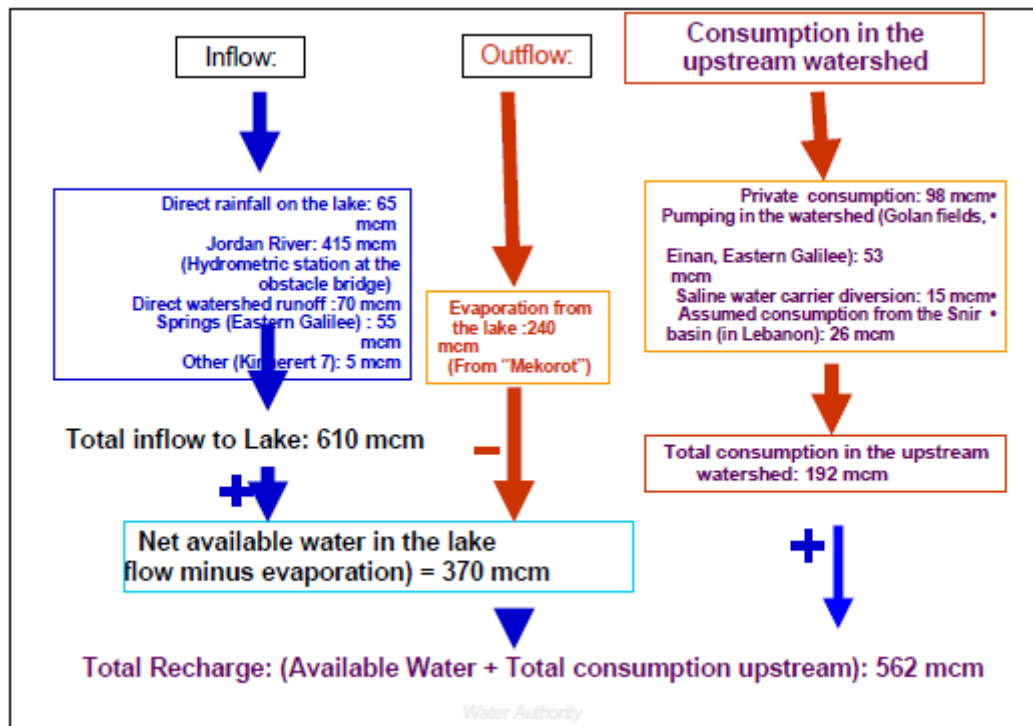 Inflow:
Outflow:
Consumption in the
upstream watershed
Direct rainfall on the lake: 65
mcm
Jordan River: 415 mcm
(Hydrometric station at the
obstacle bridge)
Direct watershed runoff :70 mcm
Springs (Eastern Galilee) : 55
mcm
Other (Kinnerert 7): 5 mcm
Evaporation from
the lake :240
mcm
(From "Mekorot")
Private consumption: 98 mcm•
Pumping in the watershed (Golan fields, •
Einan, Eastern Galilee): 53
mcm
Saline water carrier diversion: 15 mcm•
Assumed consumption from the Snir •
basin (in Lebanon): 26 mcm
Total inflow to Lake: 610 mcm
–
Total consumption in the upstream
watershed: 192 mcm
+
+
Net available water in the lake
flow minus evaporation) = 370 mcm
Total Recharge: (Available Water + Total consumption upstream): 562 mcm
Water Authority